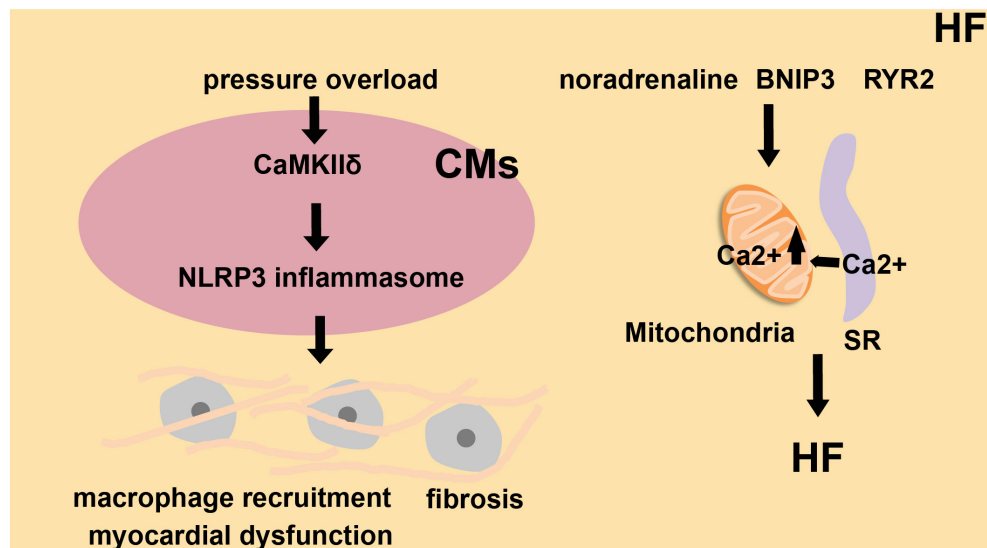 HF
pressure overload
CaMKIIδ
CMs
NLRP3 inflammasome
macrophage recruitment
fibrosis
myocardial dysfunction
noradrenaline BNIP3 RYR2
Ca2+
Ca2+
Mitochondria
SR
HF